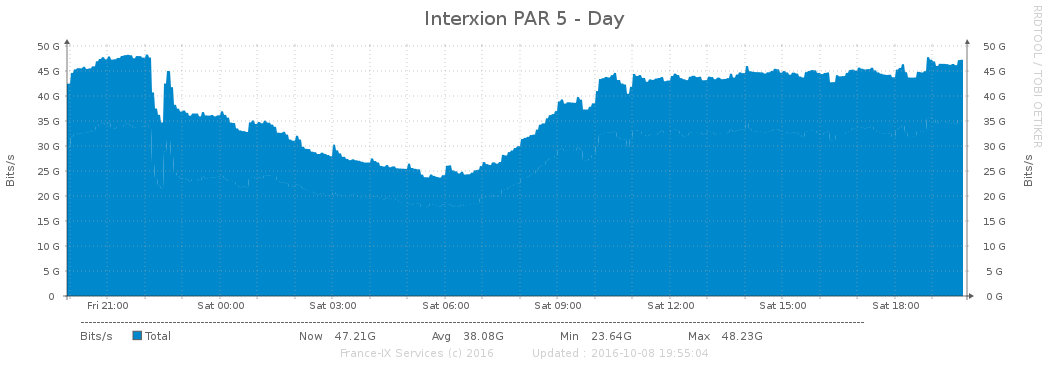 Interxion PAR 5 - Day
RRDTOOL / TOBI OETIKER
Bits/s
50 G 50 G
45 G 45 G
40 G 40 G
35 G 35 G
30 G 30 G
25 G 25 G
20 G 20 G
15 G 15 G
10 G 10 G
5 G 5 G
0 0 G
Bits/s
Fri 21:00 Sat 00:00 Sat 03:00 Sat 06:00 Sat 09:00 Sat 12:00 Sat 15:00 Sat 18:00
Bits/s Total Now 47.21G Avg 38.08G Min 23.64G Max 48.23G
France-IX Services (c) 2016 Updated : 2016-10-08 19:55:04